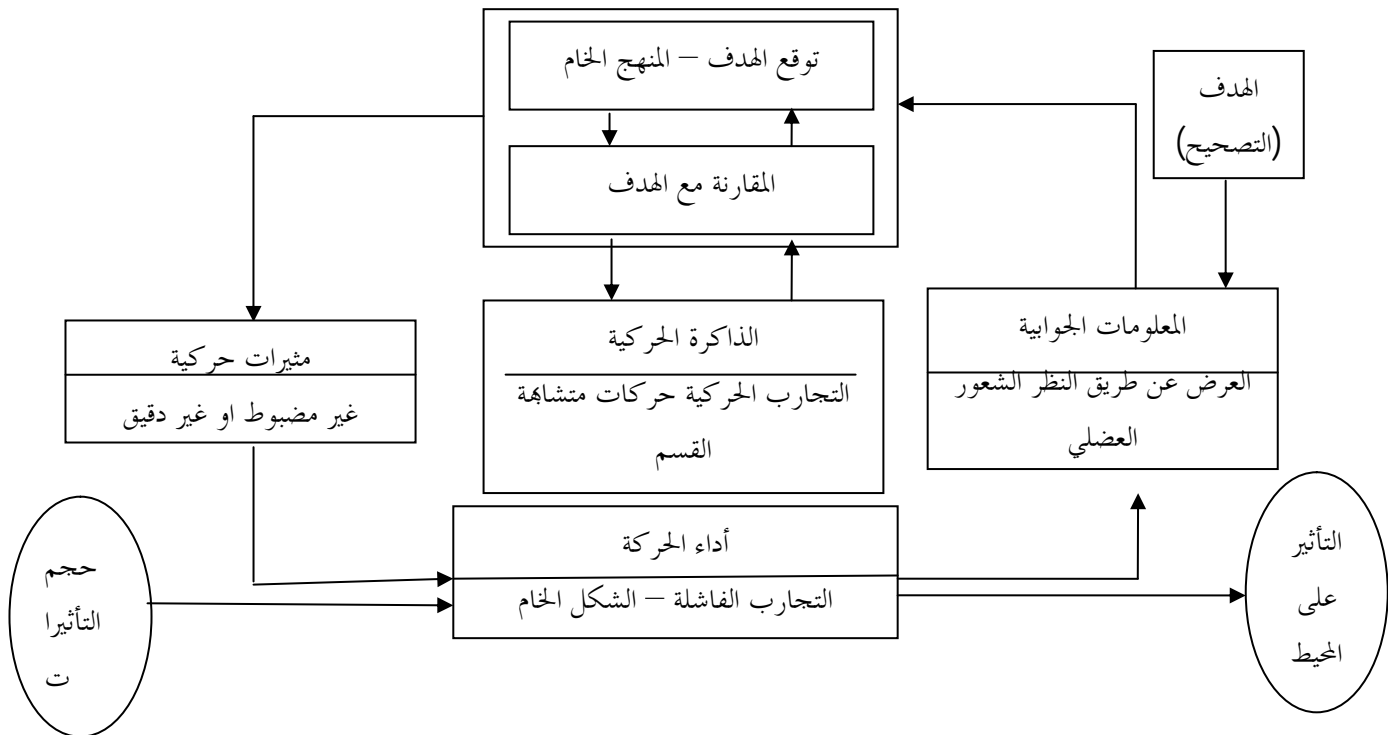 توقع الهدف – المنهج الخام
الهدف
(التصحيح)
المقارنة مع الهدف
المعلومات الجوابية
العرض عن طريق النظر الشعور
العضلي
الذاكرة الحركية
التجارب الحركية حركات متشابهة
القسم
مثيرات حركية
غير مضبوط او غير دقيق
أداء الحركة
التجارب الفاشلة – الشكل الخام
التأثير
على
المحيط
حجم
التأثيرا
ت